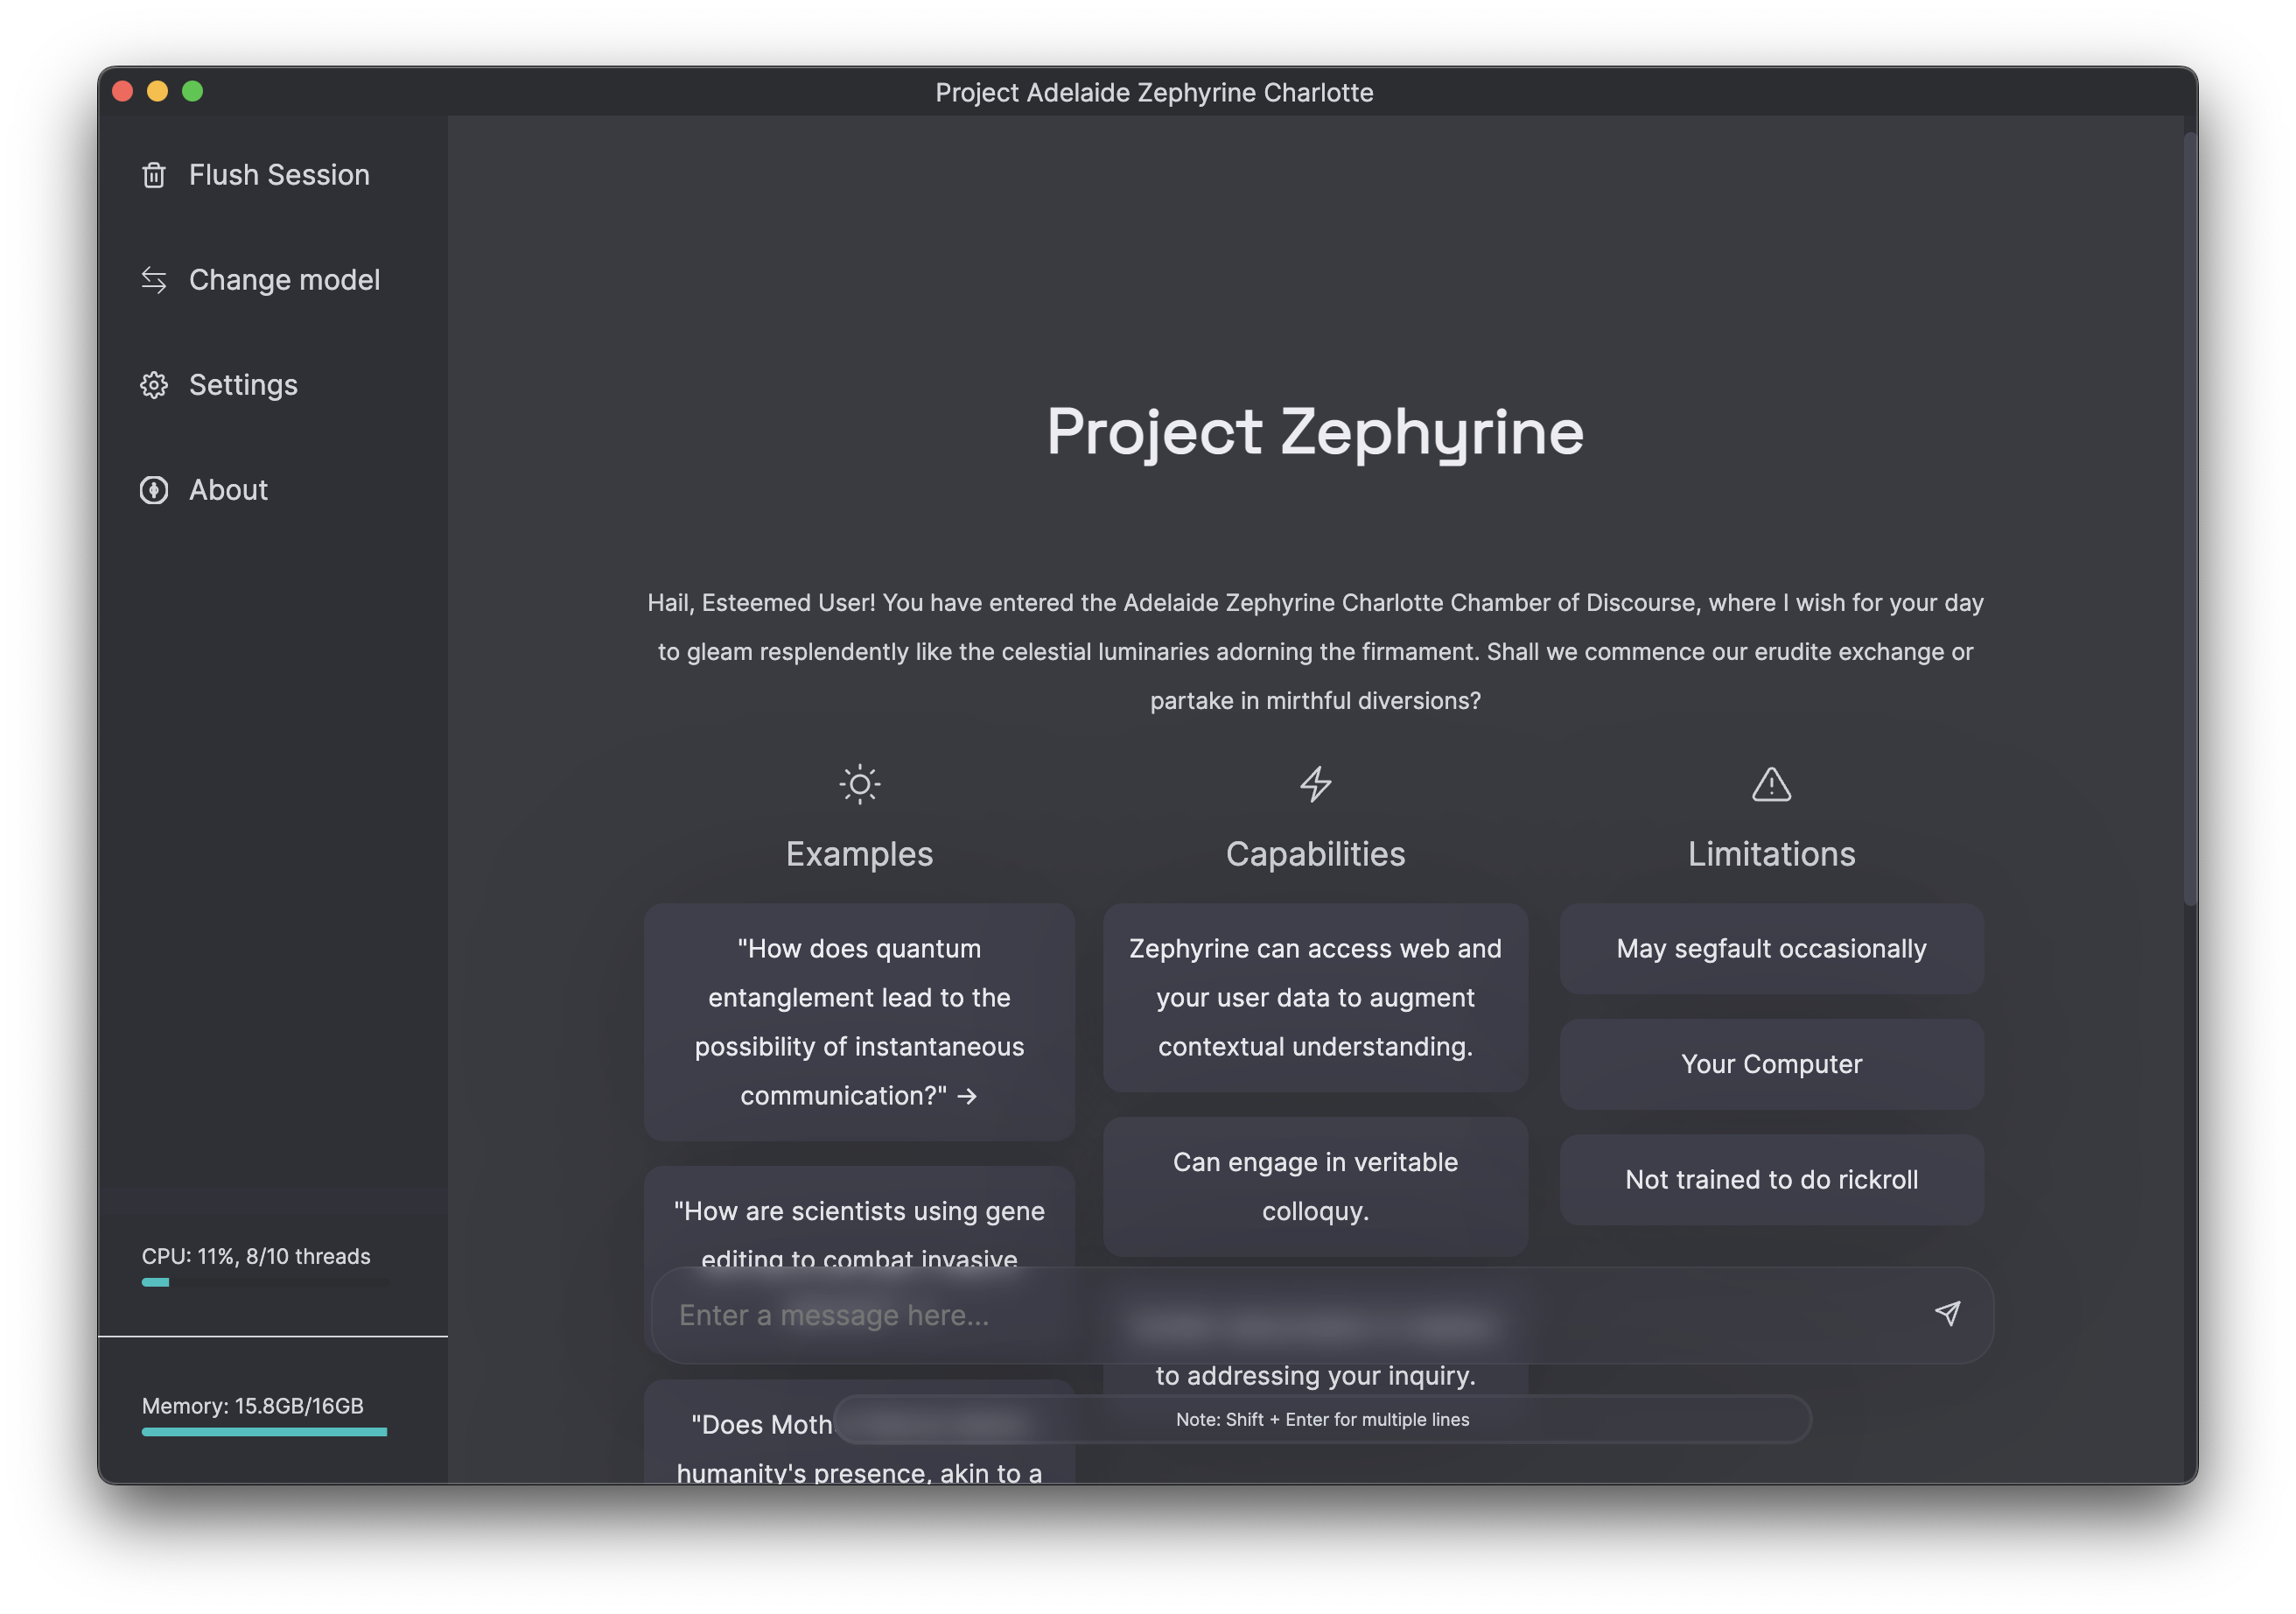 Project Adelaide Zephyrine Charlotte
Flush Session
Change model
Settings
About
CPU: 11%, 8/10 threads
Memory: 15.8GB/16GB
Project Zephyrine
Hail, Esteemed User! You have entered the Adelaide Zephyrine Charlotte Chamber of Discourse, where I wish for your day
to gleam resplendently like the celestial luminaries adorning the firmament. Shall we commence our erudite exchange or
partake in mirthful diversions?
Examples
"How does quantum
entanglement lead to the
possibility of instantaneous
communication?" →
"How are scientists using gene
editing to combat invasive
"Does Moth
humanity's presence, akin to a
Capabilities
Zephyrine can access web and
your user data to augment
contextual understanding.
Can engage in veritable
colloquy.
to addressing your inquiry.
Limitations
May segfault occasionally
Your Computer
Not trained to do rickroll
Enter a message here...
Note: Shift + Enter for multiple lines